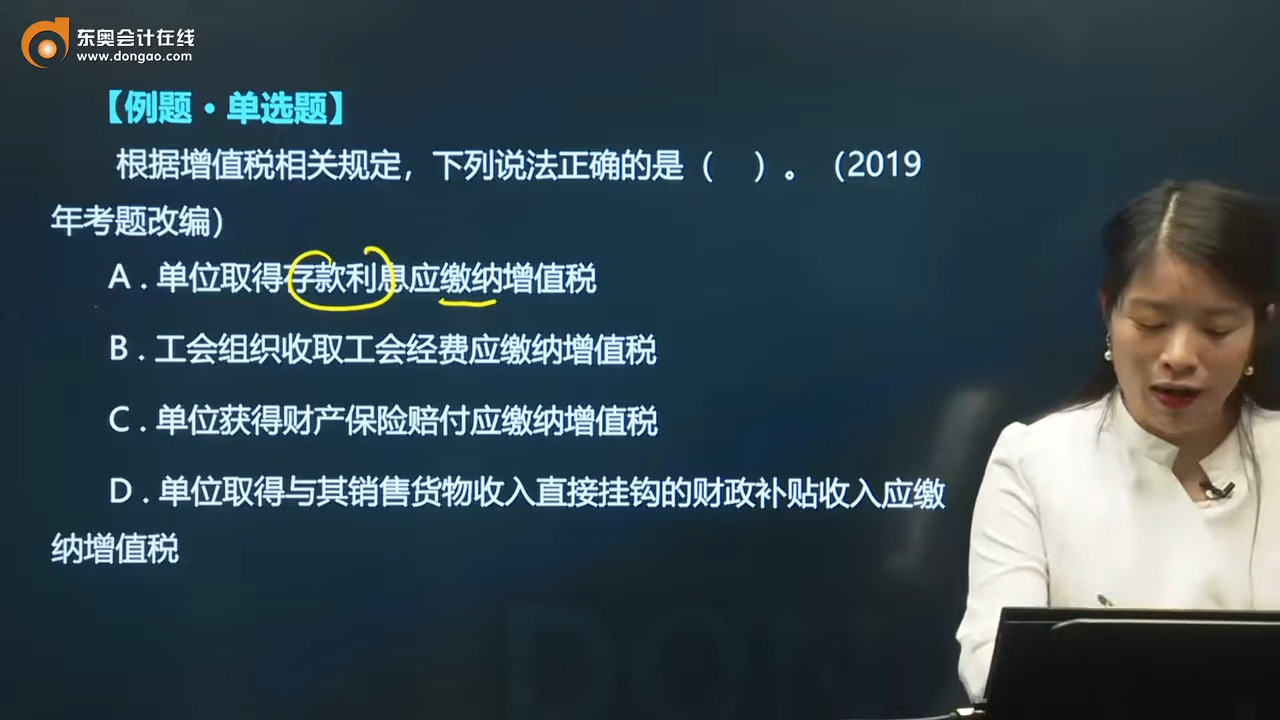 东奥会计在线
www.dongao.com
【例题·单选题】
根据增值税相关规定，下列说法正确的是（ ）。（2019
年考题改编）
A．单位取得存款利息应缴纳增值税
B．工会组织收取工会经费应缴纳增值税
C．单位获得财产保险赔付应缴纳增值税
D．单位取得与其销售货物收入直接挂钩的财政补贴收入应缴
纳增值税
DON